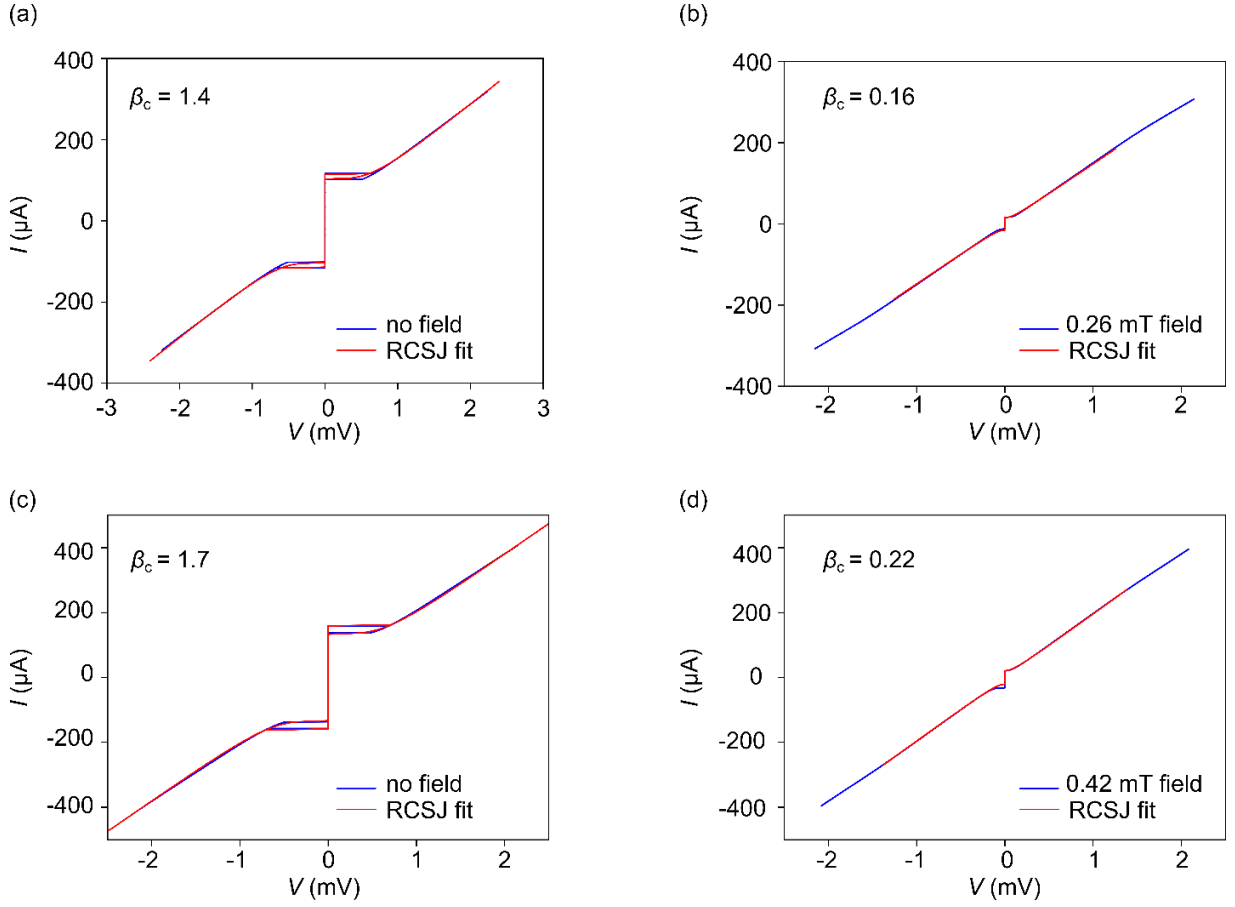 (a)
400
200
0
-200
-400
-3
-2
-1
0
1
2
3
I (µA)
V (mV)
βc = 1.4
no field
RCSJ fit
(b)
400
200
0
-200
-400
-2
-1
0
1
2
I (µA)
V (mV)
βc = 0.16
0.26 mT field
RCSJ fit
(c)
400
200
0
-200
-400
-2
-1
0
1
2
I (µA)
V (mV)
βc = 1.7
no field
RCSJ fit
(d)
400
200
0
-200
-400
-2
-1
0
1
2
I (µA)
V (mV)
βc = 0.22
0.42 mT field
RCSJ fit